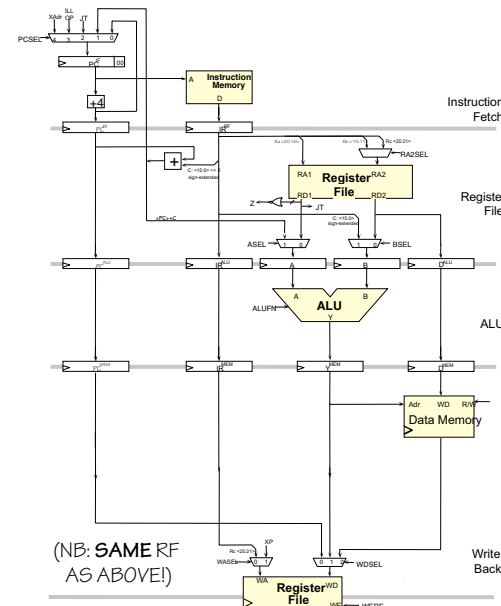 XAdr ILL OP JT
PCSEL 4 3 2 1 0
PC^IF 00
+4
A Instruction Memory
D
Instruction Fetch
PC^RF IR^RF
Ra <20:16> Rb <15:11> Rc <25:21>
RA2SEL
+
C: <15:0> << 2
sign-extended
RA1 Register File RA2
RD1 RD2
Register File
Z JT
<PC>+C
C: <15:0>
sign-extended
ASEL 1 0 1 0 BSEL
PC^ALU IR^ALU A B D^ALU
A B
ALUFN ALU
Y
ALU
PC^MEM IR^MEM Y^MEM D^MEM
Adr WD R/W
Data Memory
(NB: SAME RF
AS ABOVE!)
Rc <25:21> XP
WASEL 0 1 0 1 2 WDSEL
Write Back
WA Register File WD
WE WERF